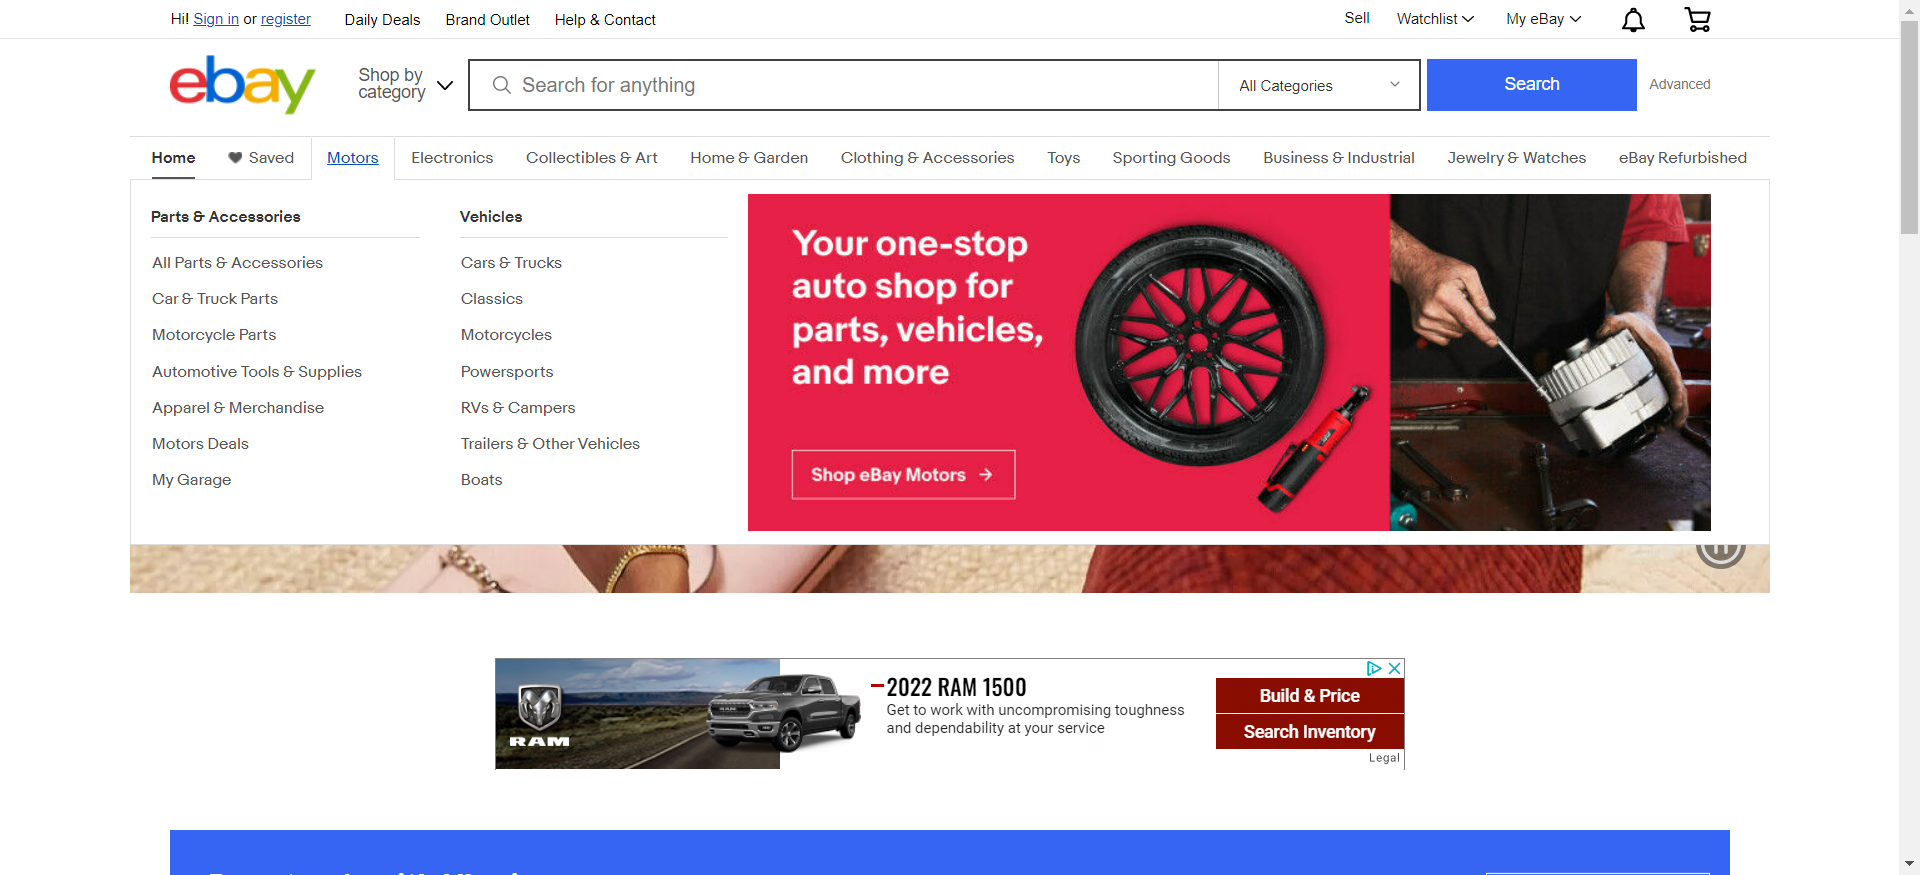 Hi! Sign in or register
Daily Deals
Brand Outlet
Help & Contact
Sell
Watchlist
My eBay
ebay
Shop by
category
Search for anything
All Categories
Search
Advanced
Home
Saved
Motors
Electronics
Collectibles & Art
Home & Garden
Clothing & Accessories
Toys
Sporting Goods
Business & Industrial
Jewelry & Watches
eBay Refurbished
Parts & Accessories
All Parts & Accessories
Car & Truck Parts
Motorcycle Parts
Automotive Tools & Supplies
Apparel & Merchandise
Motors Deals
My Garage
Vehicles
Cars & Trucks
Classics
Motorcycles
Powersports
RVs & Campers
Trailers & Other Vehicles
Boats
Your one-stop
auto shop for
parts, vehicles,
and more
Shop eBay Motors
RAM
2022 RAM 1500
Get to work with uncompromising toughness
and dependability at your service
Build & Price
Search Inventory
Legal